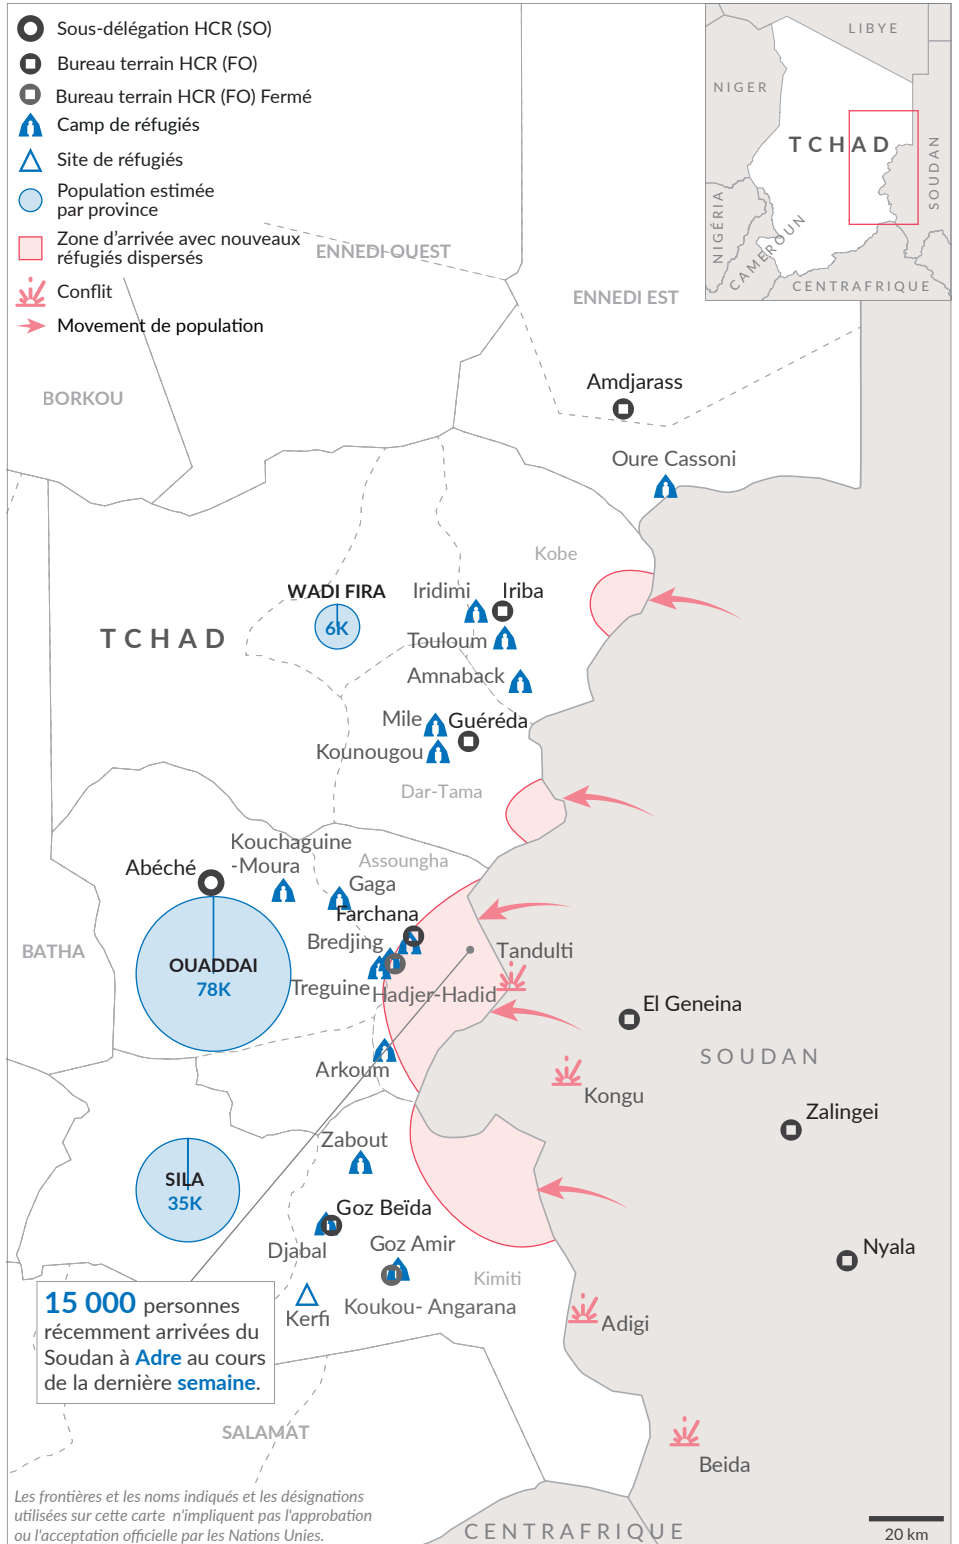 Sous-délégation HCR (SO)
Bureau terrain HCR (FO)
Bureau terrain HCR (FO) Fermé
Camp de réfugiés
Site de réfugiés
Population estimée
par province
Zone d'arrivée avec nouveaux
réfugiés dispersés
Conflit
Movement de population
LIBYE
NIGER
TCHAD
SOUDAN
NIGÉRIA
CAMEROUN
CENTRAFRIQUE
ENNEDI OUEST
ENNEDI EST
BORKOU
Amdjarass
Oure Cassoni
Kobe
WADI FIRA
6K
Iridimi
Iriba
TCHAD
Touloum
Amnaback
Mile
Guéréda
Kounougou
Dar-Tama
Kouchaguine
-Moura
Abéché
Assoungha
Gaga
Farchana
BATHA
Bredjing
Tandulti
OUADDAI
78K
Treguine
Hadjer-Hadid
El Geneina
SOUDAN
Arkoum
Kongu
Zalingei
Zabout
SILA
35K
Goz Beïda
Djabal
Goz Amir
Nyala
Kimiti
Koukou- Angarana
Kerfi
Adigi
15 000 personnes
récemment arrivées du
Soudan à Adre au cours
de la dernière semaine.
SALAMAT
Beida
Les frontières et les noms indiqués et les désignations
utilisées sur cette carte n'impliquent pas l'approbation
ou l'acceptation officielle par les Nations Unies.
CENTRAFRIQUE
20 km